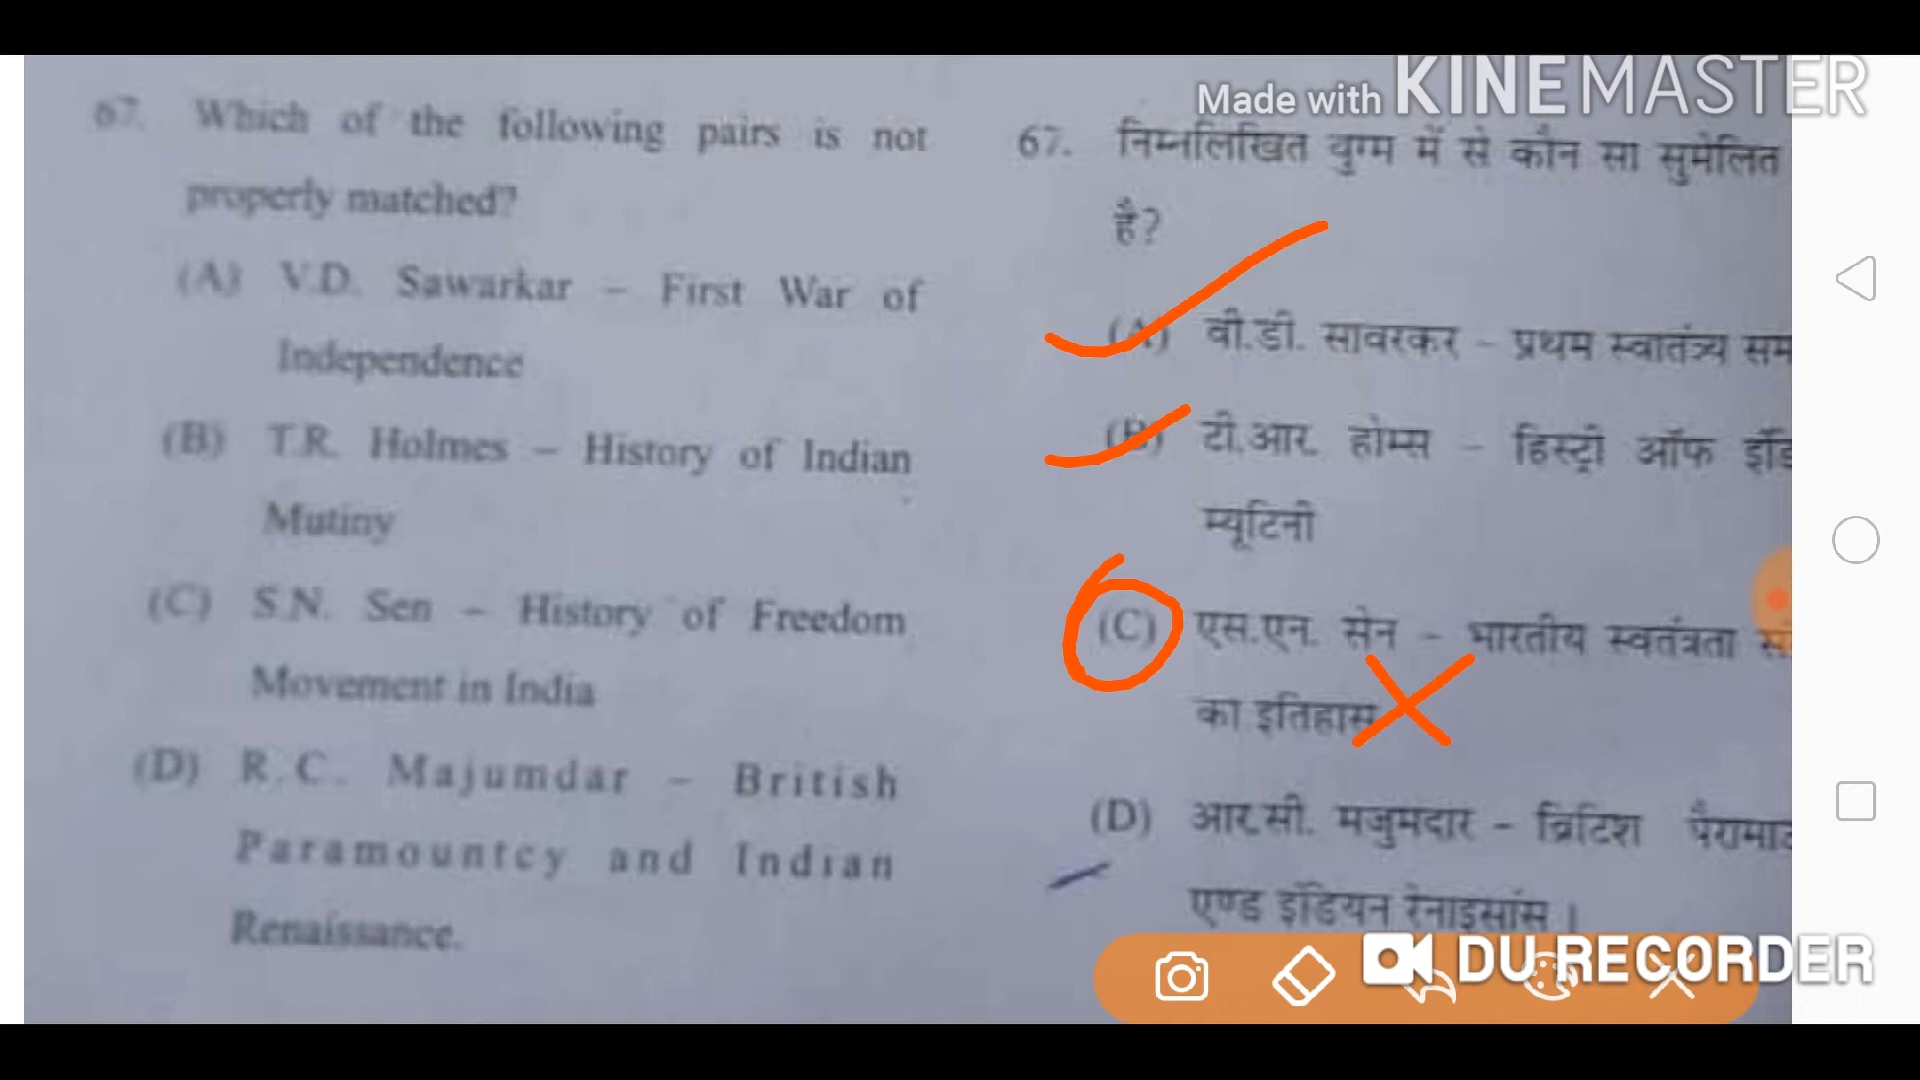 Made with KINEMASTER
67. Which of the following pairs is not
properly matched?
(A) V.D. Sawarkar – First War of
Independence
(B) T.R. Holmes – History of Indian
Mutiny
(C) S.N. Sen – History of Freedom
Movement in India
(D) R.C. Majumdar – British
Paramountcy and Indian
Renaissance.
67. निम्नलिखित युग्म में से कौन सा सुमेलित
है?
(A) वी.डी. सावरकर – प्रथम स्वातंत्र्य
(B) टी.आर. होम्स – हिस्ट्री ऑफ
म्यूटिनी
(C) एस.एन. सेन – भारतीय स्वतंत्रता
का इतिहास
(D) आर.सी. मजुमदार – ब्रिटिश
एण्ड इंडियन रेनाइसांस ।
DU RECORDER